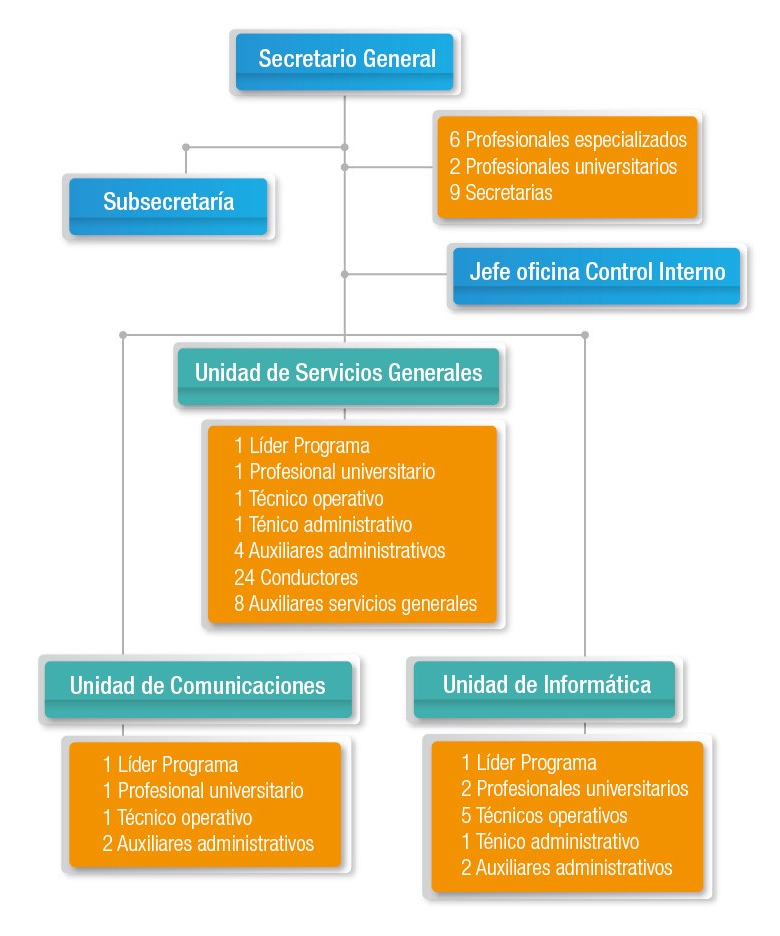 Secretario General
6 Profesionales especializados
2 Profesionales universitarios
9 Secretarias
Subsecretaría
Jefe oficina Control Interno
Unidad de Servicios Generales
1 Líder Programa
1 Profesional universitario
1 Técnico operativo
1 Ténico administrativo
4 Auxiliares administrativos
24 Conductores
8 Auxiliares servicios generales
Unidad de Comunicaciones
1 Líder Programa
1 Profesional universitario
1 Técnico operativo
2 Auxiliares administrativos
Unidad de Informática
1 Líder Programa
2 Profesionales universitarios
5 Técnicos operativos
1 Ténico administrativo
2 Auxiliares administrativos